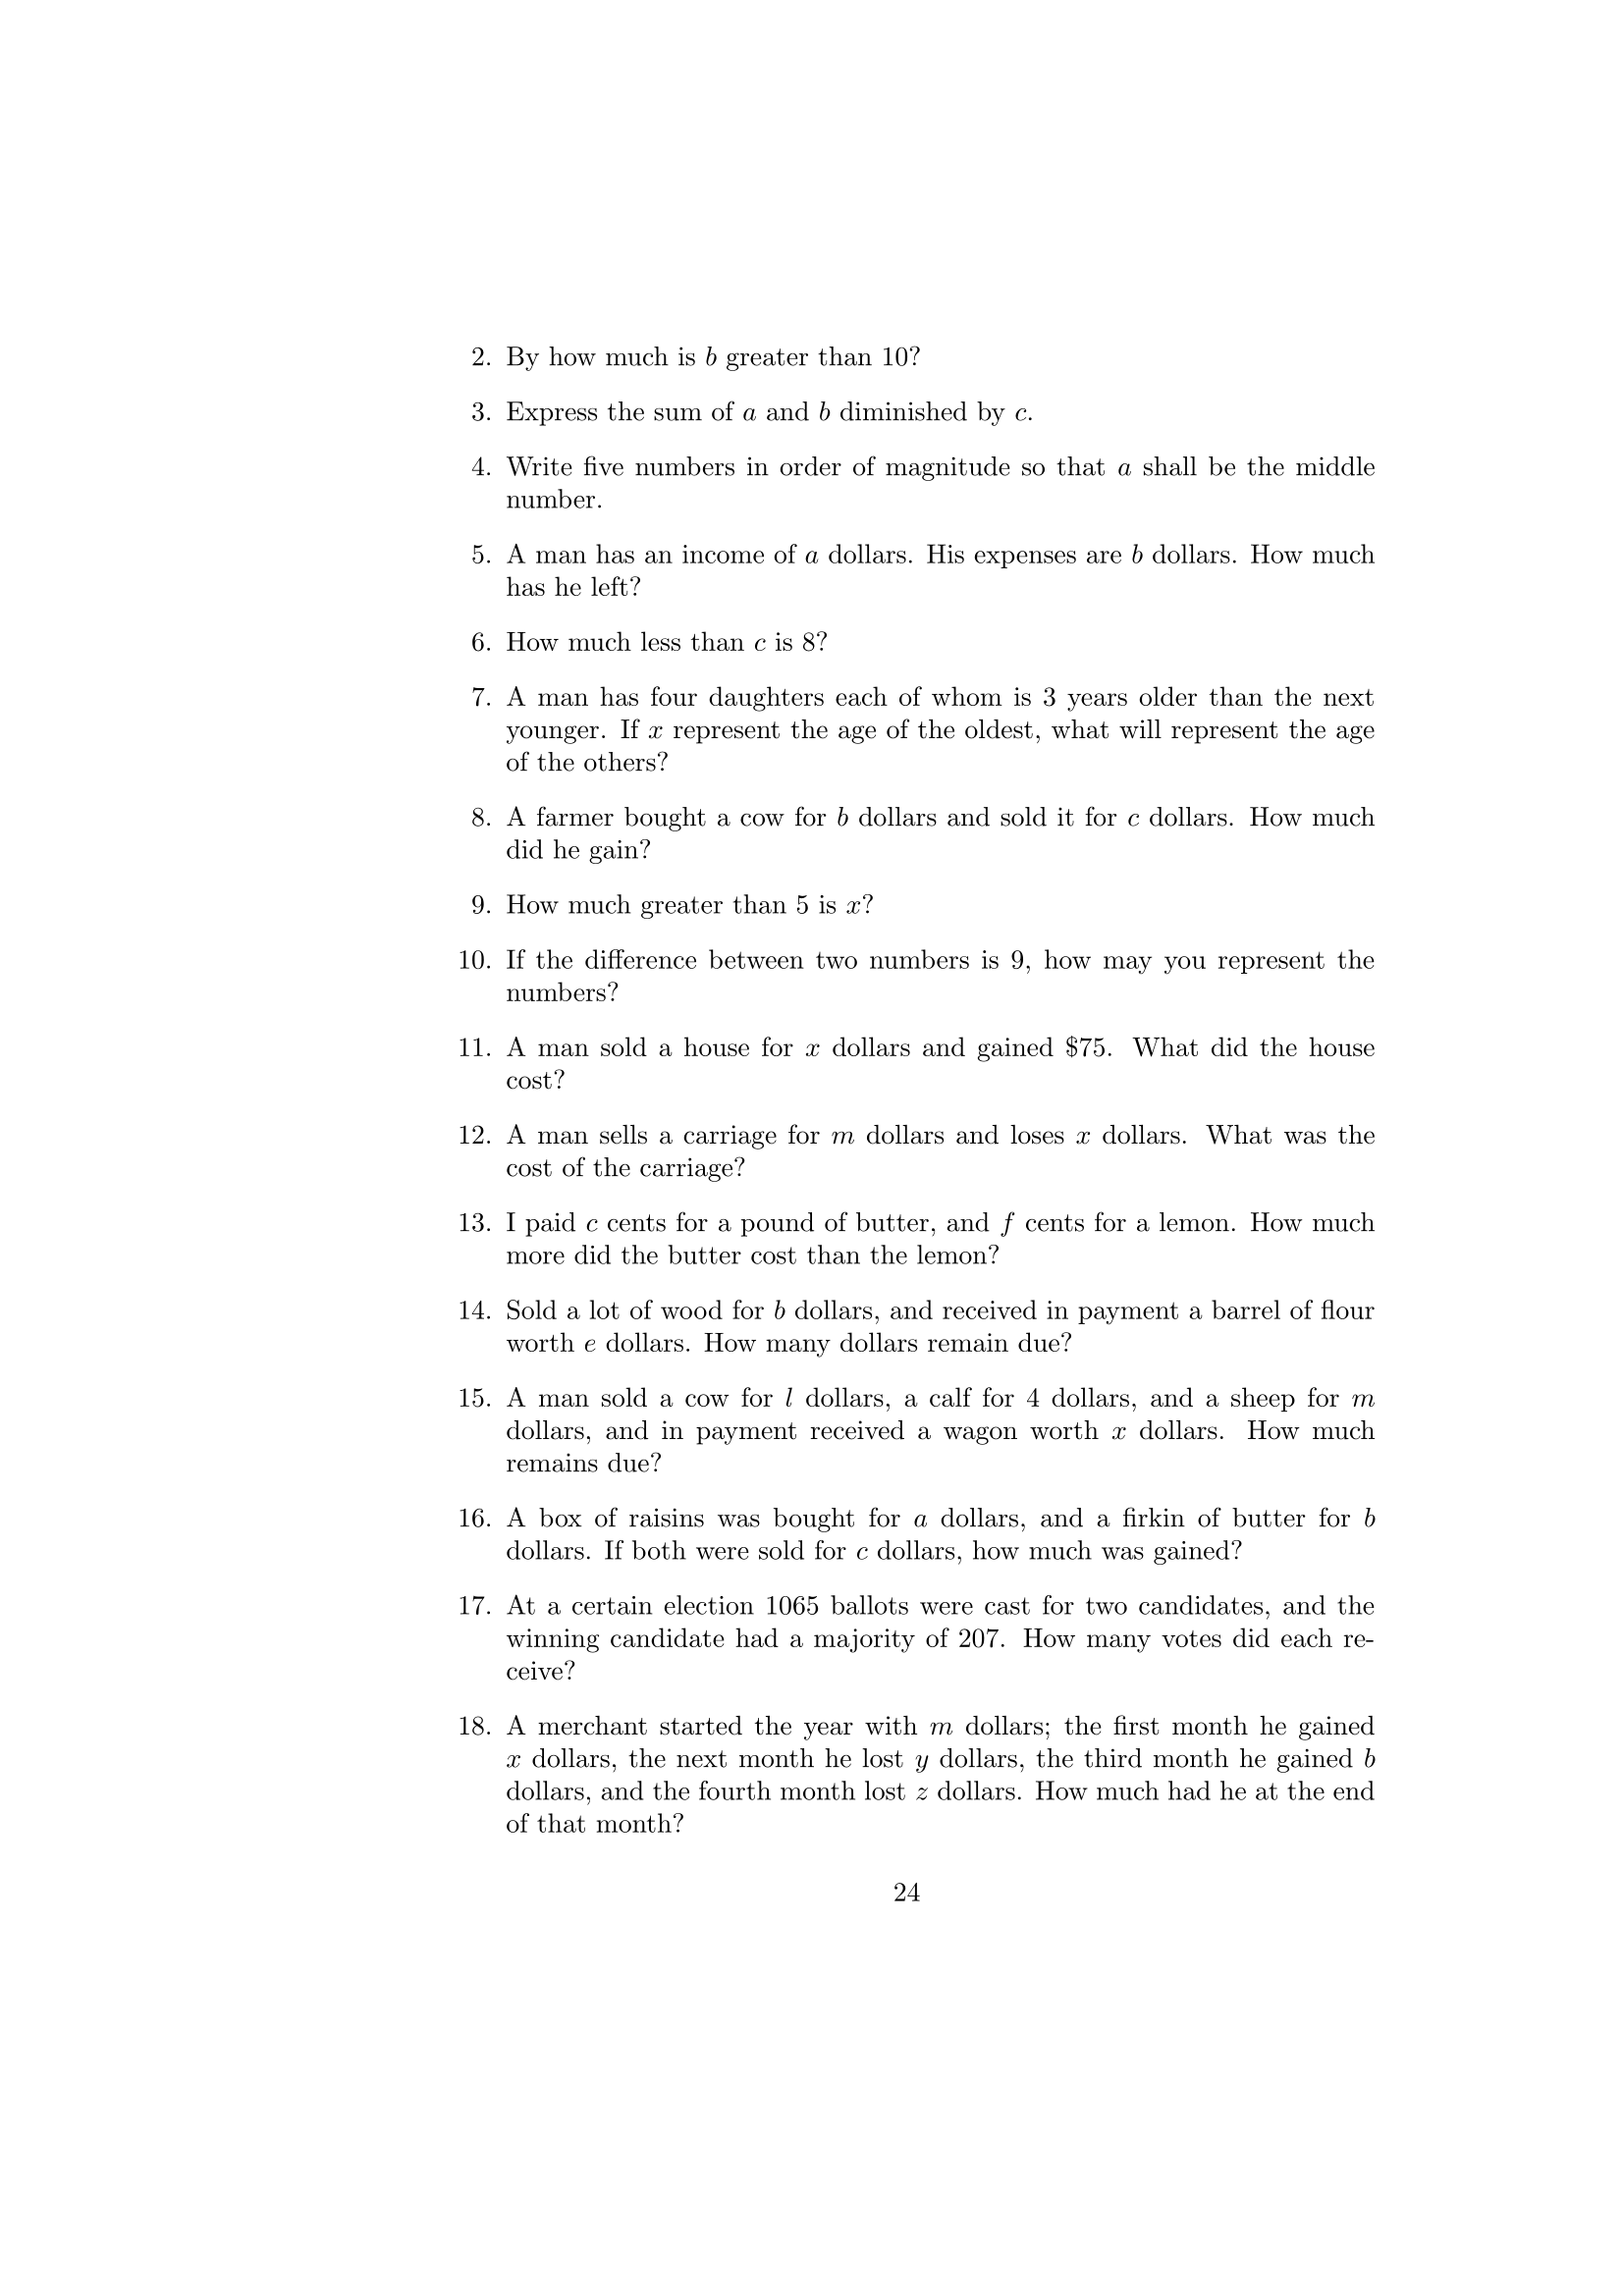 2. By how much is b greater than 10?
3. Express the sum of a and b diminished by c.
4. Write five numbers in order of magnitude so that a shall be the middle
number.
5. A man has an income of a dollars. His expenses are b dollars. How much
has he left?
6. How much less than c is 8?
7. A man has four daughters each of whom is 3 years older than the next
younger. If x represent the age of the oldest, what will represent the age
of the others?
8. A farmer bought a cow for b dollars and sold it for c dollars. How much
did he gain?
9. How much greater than 5 is x?
10. If the difference between two numbers is 9, how may you represent the
numbers?
11. A man sold a house for x dollars and gained $75. What did the house
cost?
12. A man sells a carriage for m dollars and loses x dollars. What was the
cost of the carriage?
13. I paid c cents for a pound of butter, and f cents for a lemon. How much
more did the butter cost than the lemon?
14. Sold a lot of wood for b dollars, and received in payment a barrel of flour
worth e dollars. How many dollars remain due?
15. A man sold a cow for l dollars, a calf for 4 dollars, and a sheep for m
dollars, and in payment received a wagon worth x dollars. How much
remains due?
16. A box of raisins was bought for a dollars, and a firkin of butter for b
dollars. If both were sold for c dollars, how much was gained?
17. At a certain election 1065 ballots were cast for two candidates, and the
winning candidate had a majority of 207. How many votes did each re-
ceive?
18. A merchant started the year with m dollars; the first month he gained
x dollars, the next month he lost y dollars, the third month he gained b
dollars, and the fourth month lost z dollars. How much had he at the end
of that month?
24